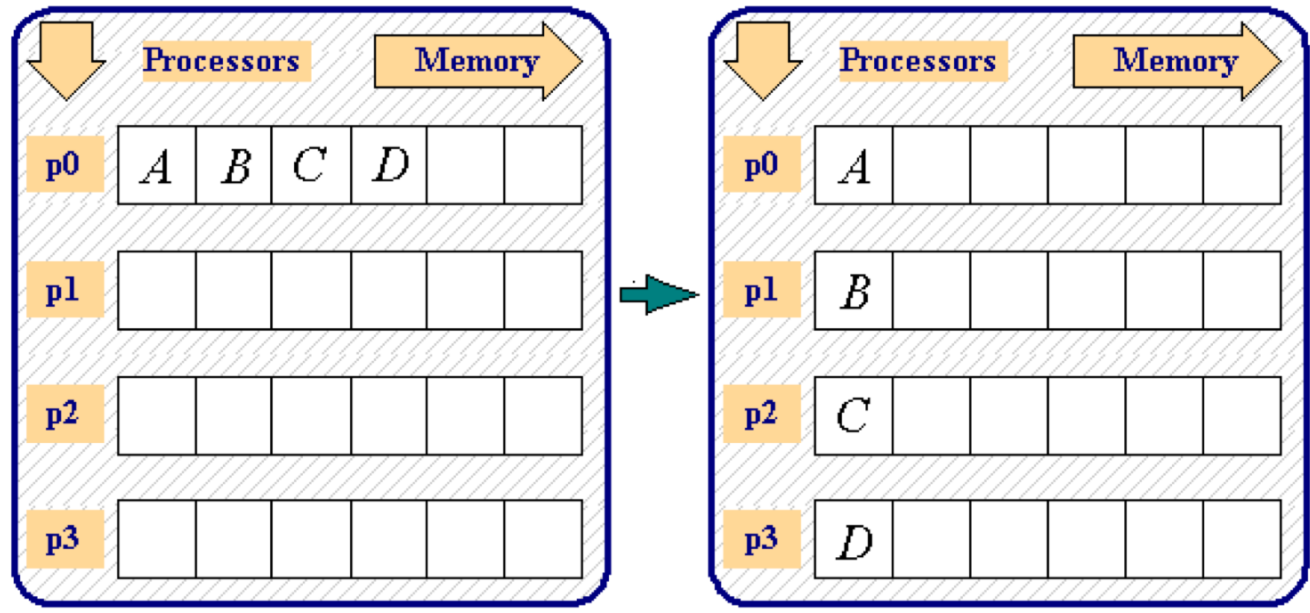 Processors Memory
p0 A B C D
p1
p2
p3
Processors Memory
p0 A
p1 B
p2 C
p3 D